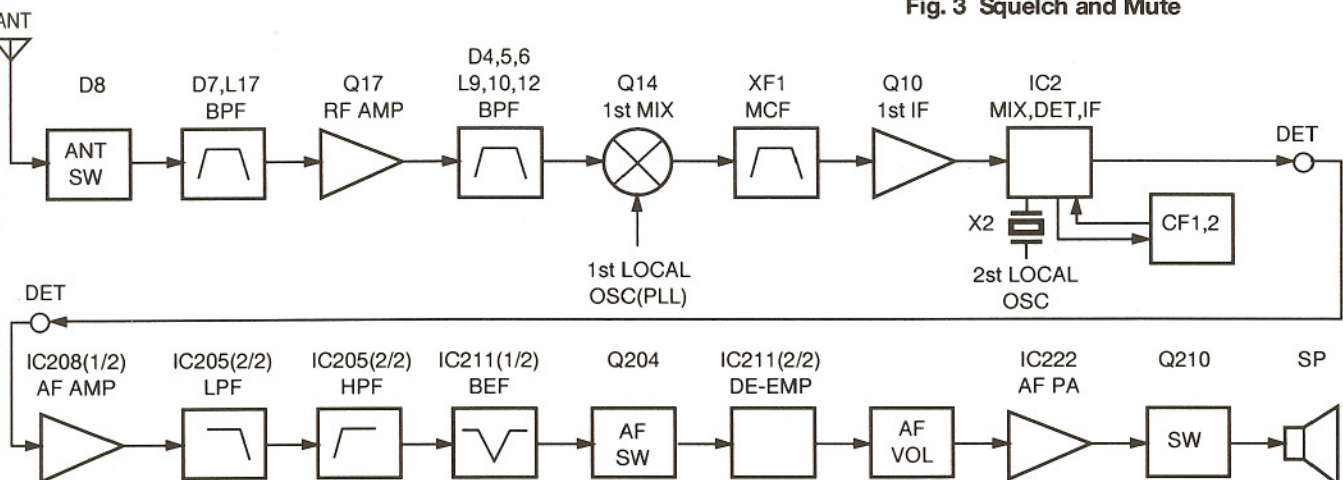 Fig. 3 Squelch and Mute
ANT
D8
ANT
SW
D7,L17
BPF
Q17
RF AMP
D4,5,6
L9,10,12
BPF
Q14
1st MIX
1st LOCAL
OSC(PLL)
XF1
MCF
Q10
1st IF
IC2
MIX,DET,IF
X2
2st LOCAL
OSC
CF1,2
DET
DET
IC208(1/2)
AF AMP
IC205(2/2)
LPF
IC205(2/2)
HPF
IC211(1/2)
BEF
Q204
AF
SW
IC211(2/2)
DE-EMP
AF
VOL
IC222
AF PA
Q210
SW
SP